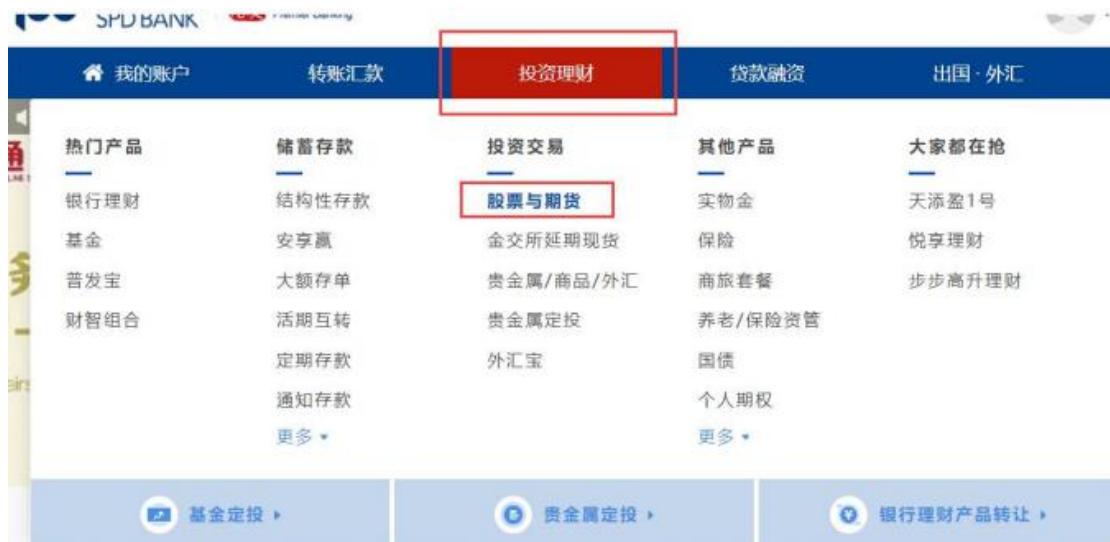 SPD BANK
Premier Banking
我的账户 转账汇款 投资理财 贷款融资 出国·外汇
热门产品 储蓄存款 投资交易 其他产品 大家都在抢
银行理财 结构性存款 股票与期货 实物金 天添盈1号
基金 安享赢 金交所延期现货 保险 悦享理财
普发宝 大额存单 贵金属/商品/外汇 商旅套餐 步步高升理财
财智组合 活期互转 贵金属定投 养老/保险资管
定期存款 外汇宝 国债
通知存款 个人期权
更多 更多
基金定投 贵金属定投 银行理财产品转让